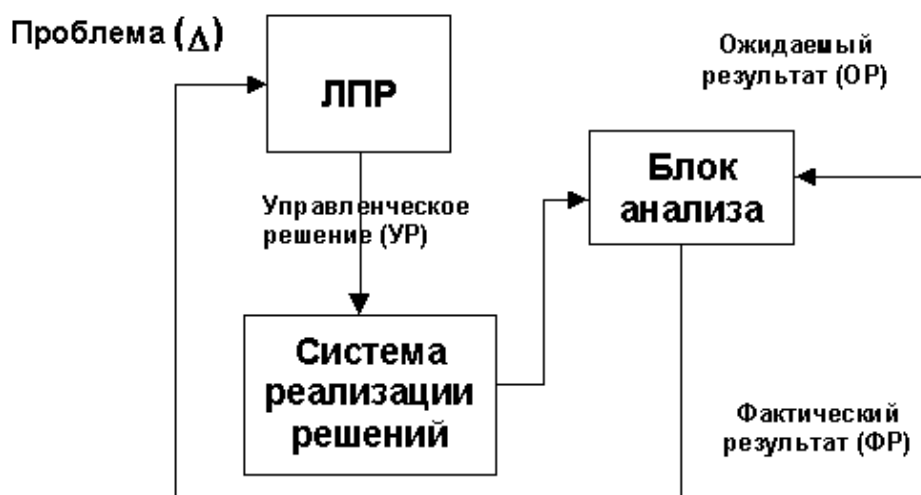 Проблема (Δ)
ЛПР
Ожидаемый
результат (ОР)
Блок
анализа
Управленческое
решение (УР)
Система
реализации
решений
Фактический
результат (ФР)